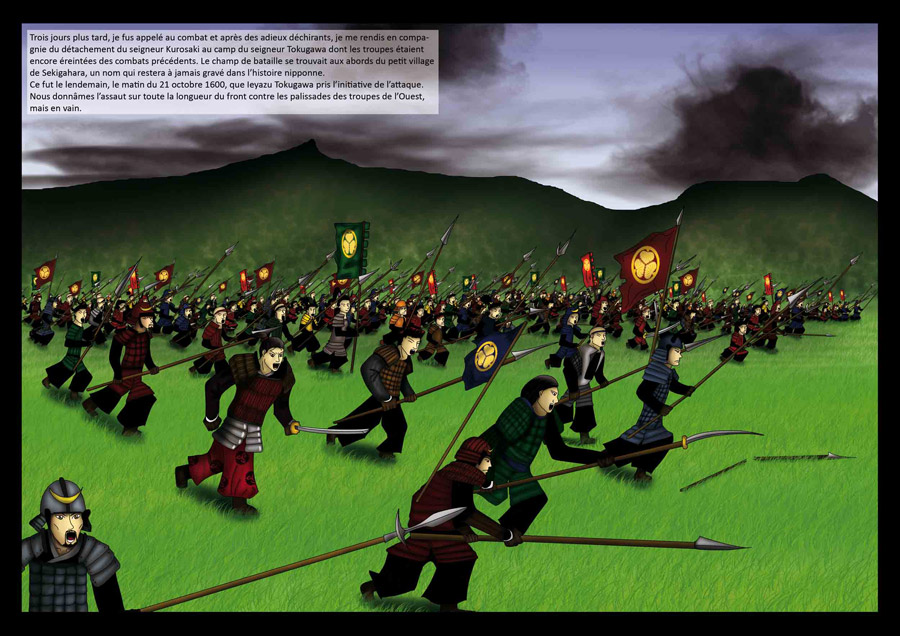 Trois jours plus tard, je fus appelé au combat et après des adieux déchirants, je me rendis en compa-
gnie du détachement du seigneur Kurosaki au camp du seigneur Tokugawa dont les troupes étaient
encore éreintées des combats précédents. Le champ de bataille se trouvait aux abords du petit village
de Sekigahara, un nom qui restera à jamais gravé dans l'histoire nipponne.
Ce fut le lendemain, le matin du 21 octobre 1600, que Ieyazu Tokugawa pris l'initiative de l'attaque.
Nous donnâmes l'assaut sur toute la longueur du front contre les palissades des troupes de l'Ouest,
mais en vain.